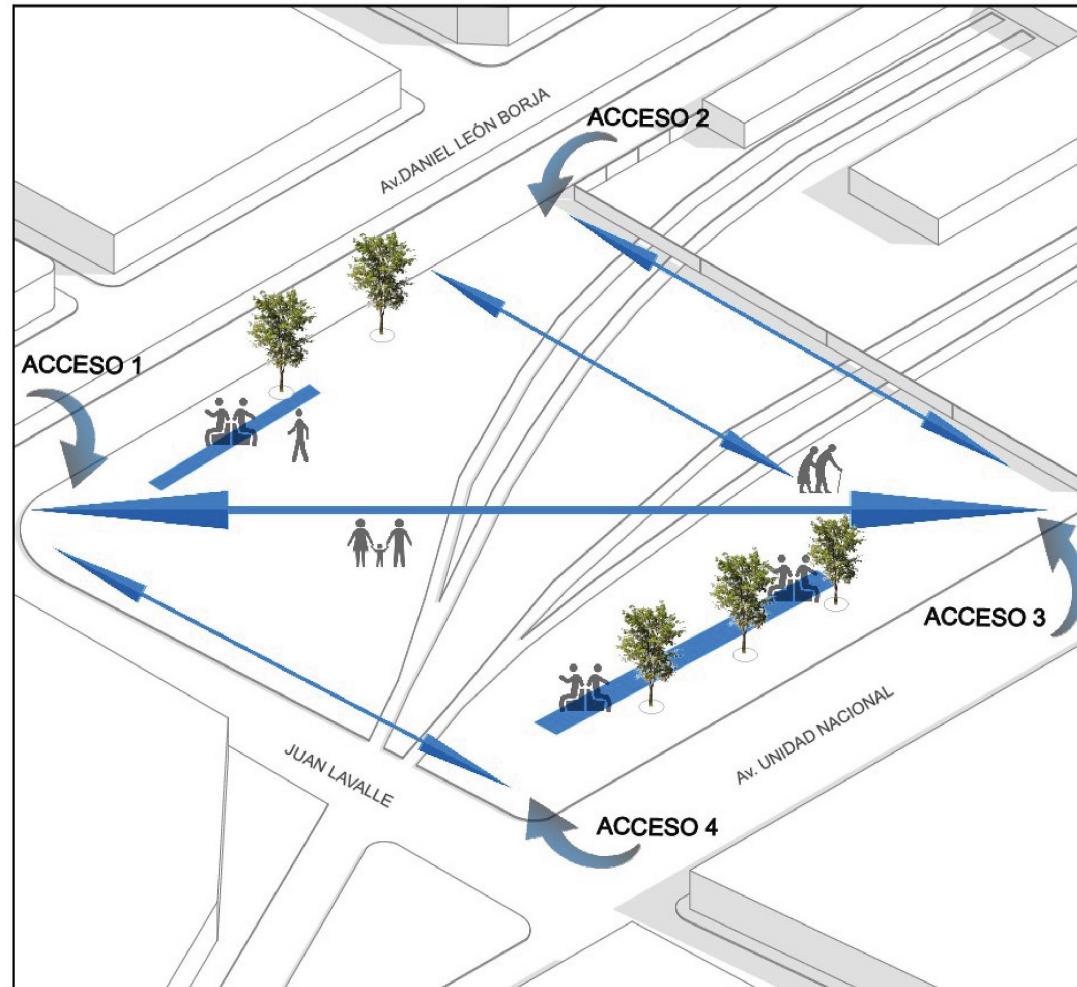 ACCESO 2
Av.DANIEL LEÓN BORJA
ACCESO 1
ACCESO 3
Av. UNIDAD NACIONAL
JUAN LAVALLE
ACCESO 4